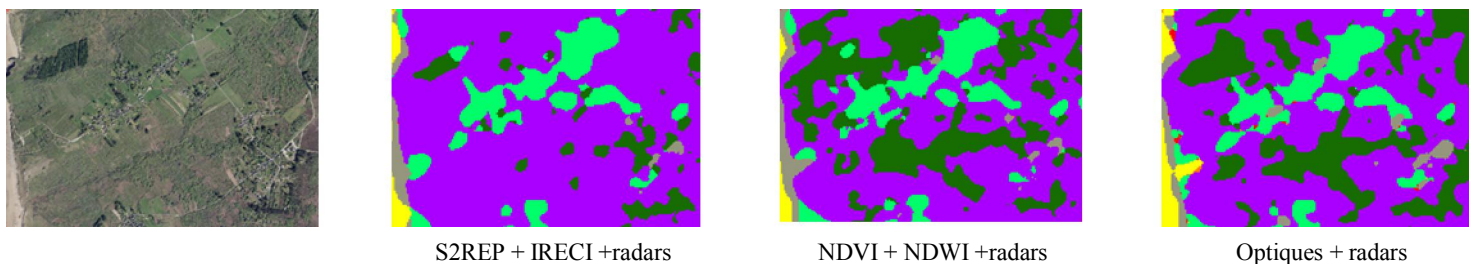 S2REP + IRECI +radars
NDVI + NDWI +radars
Optiques + radars